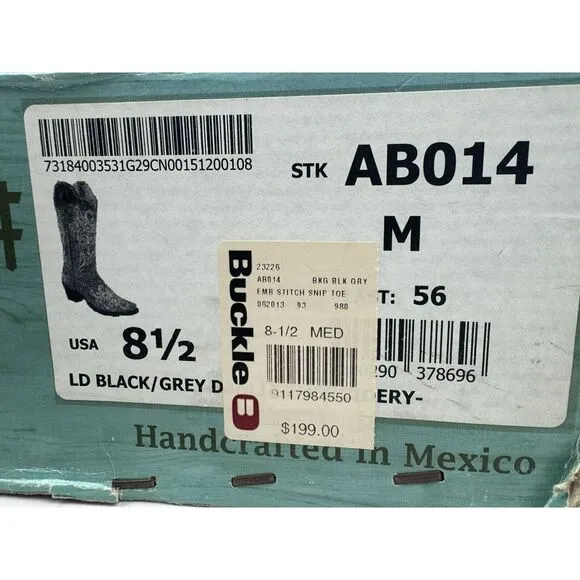 73184003531G29CN00151200108
STK AB014
M
USA 8½
ST: 56
290 378696
LD BLACK/GREY D
ERY-
Handcrafted in Mexico
Buckle B
23226
AB014 BKG BLK GRY
EMB STITCH SNIP TOE
062013 93 980
8-1/2 MED
9117984550
$199.00